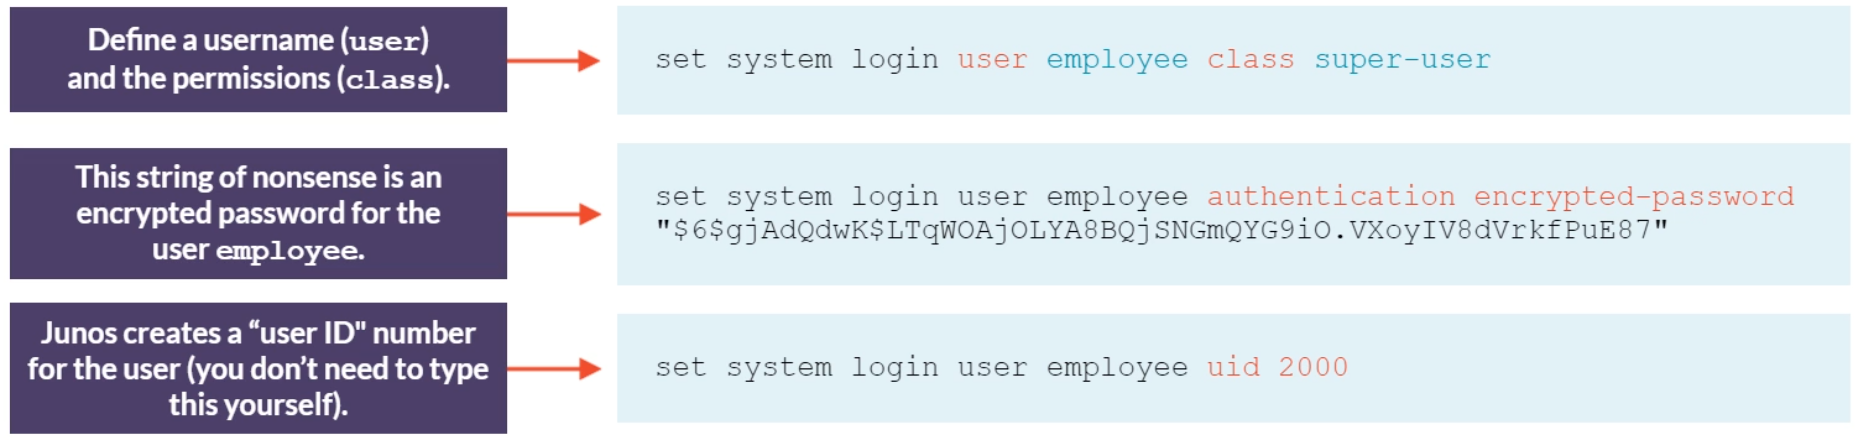 Define a username (user)
and the permissions (class).
set system login user employee class super-user
This string of nonsense is an
encrypted password for the
user employee.
set system login user employee authentication encrypted-password
"$6$gjAdQdwK$LTqWOAjOLYA8BQjSNGmQYG9iO.VXoyIV8dVrkfPuE87"
Junos creates a “user ID" number
for the user (you don’t need to type
this yourself).
set system login user employee uid 2000